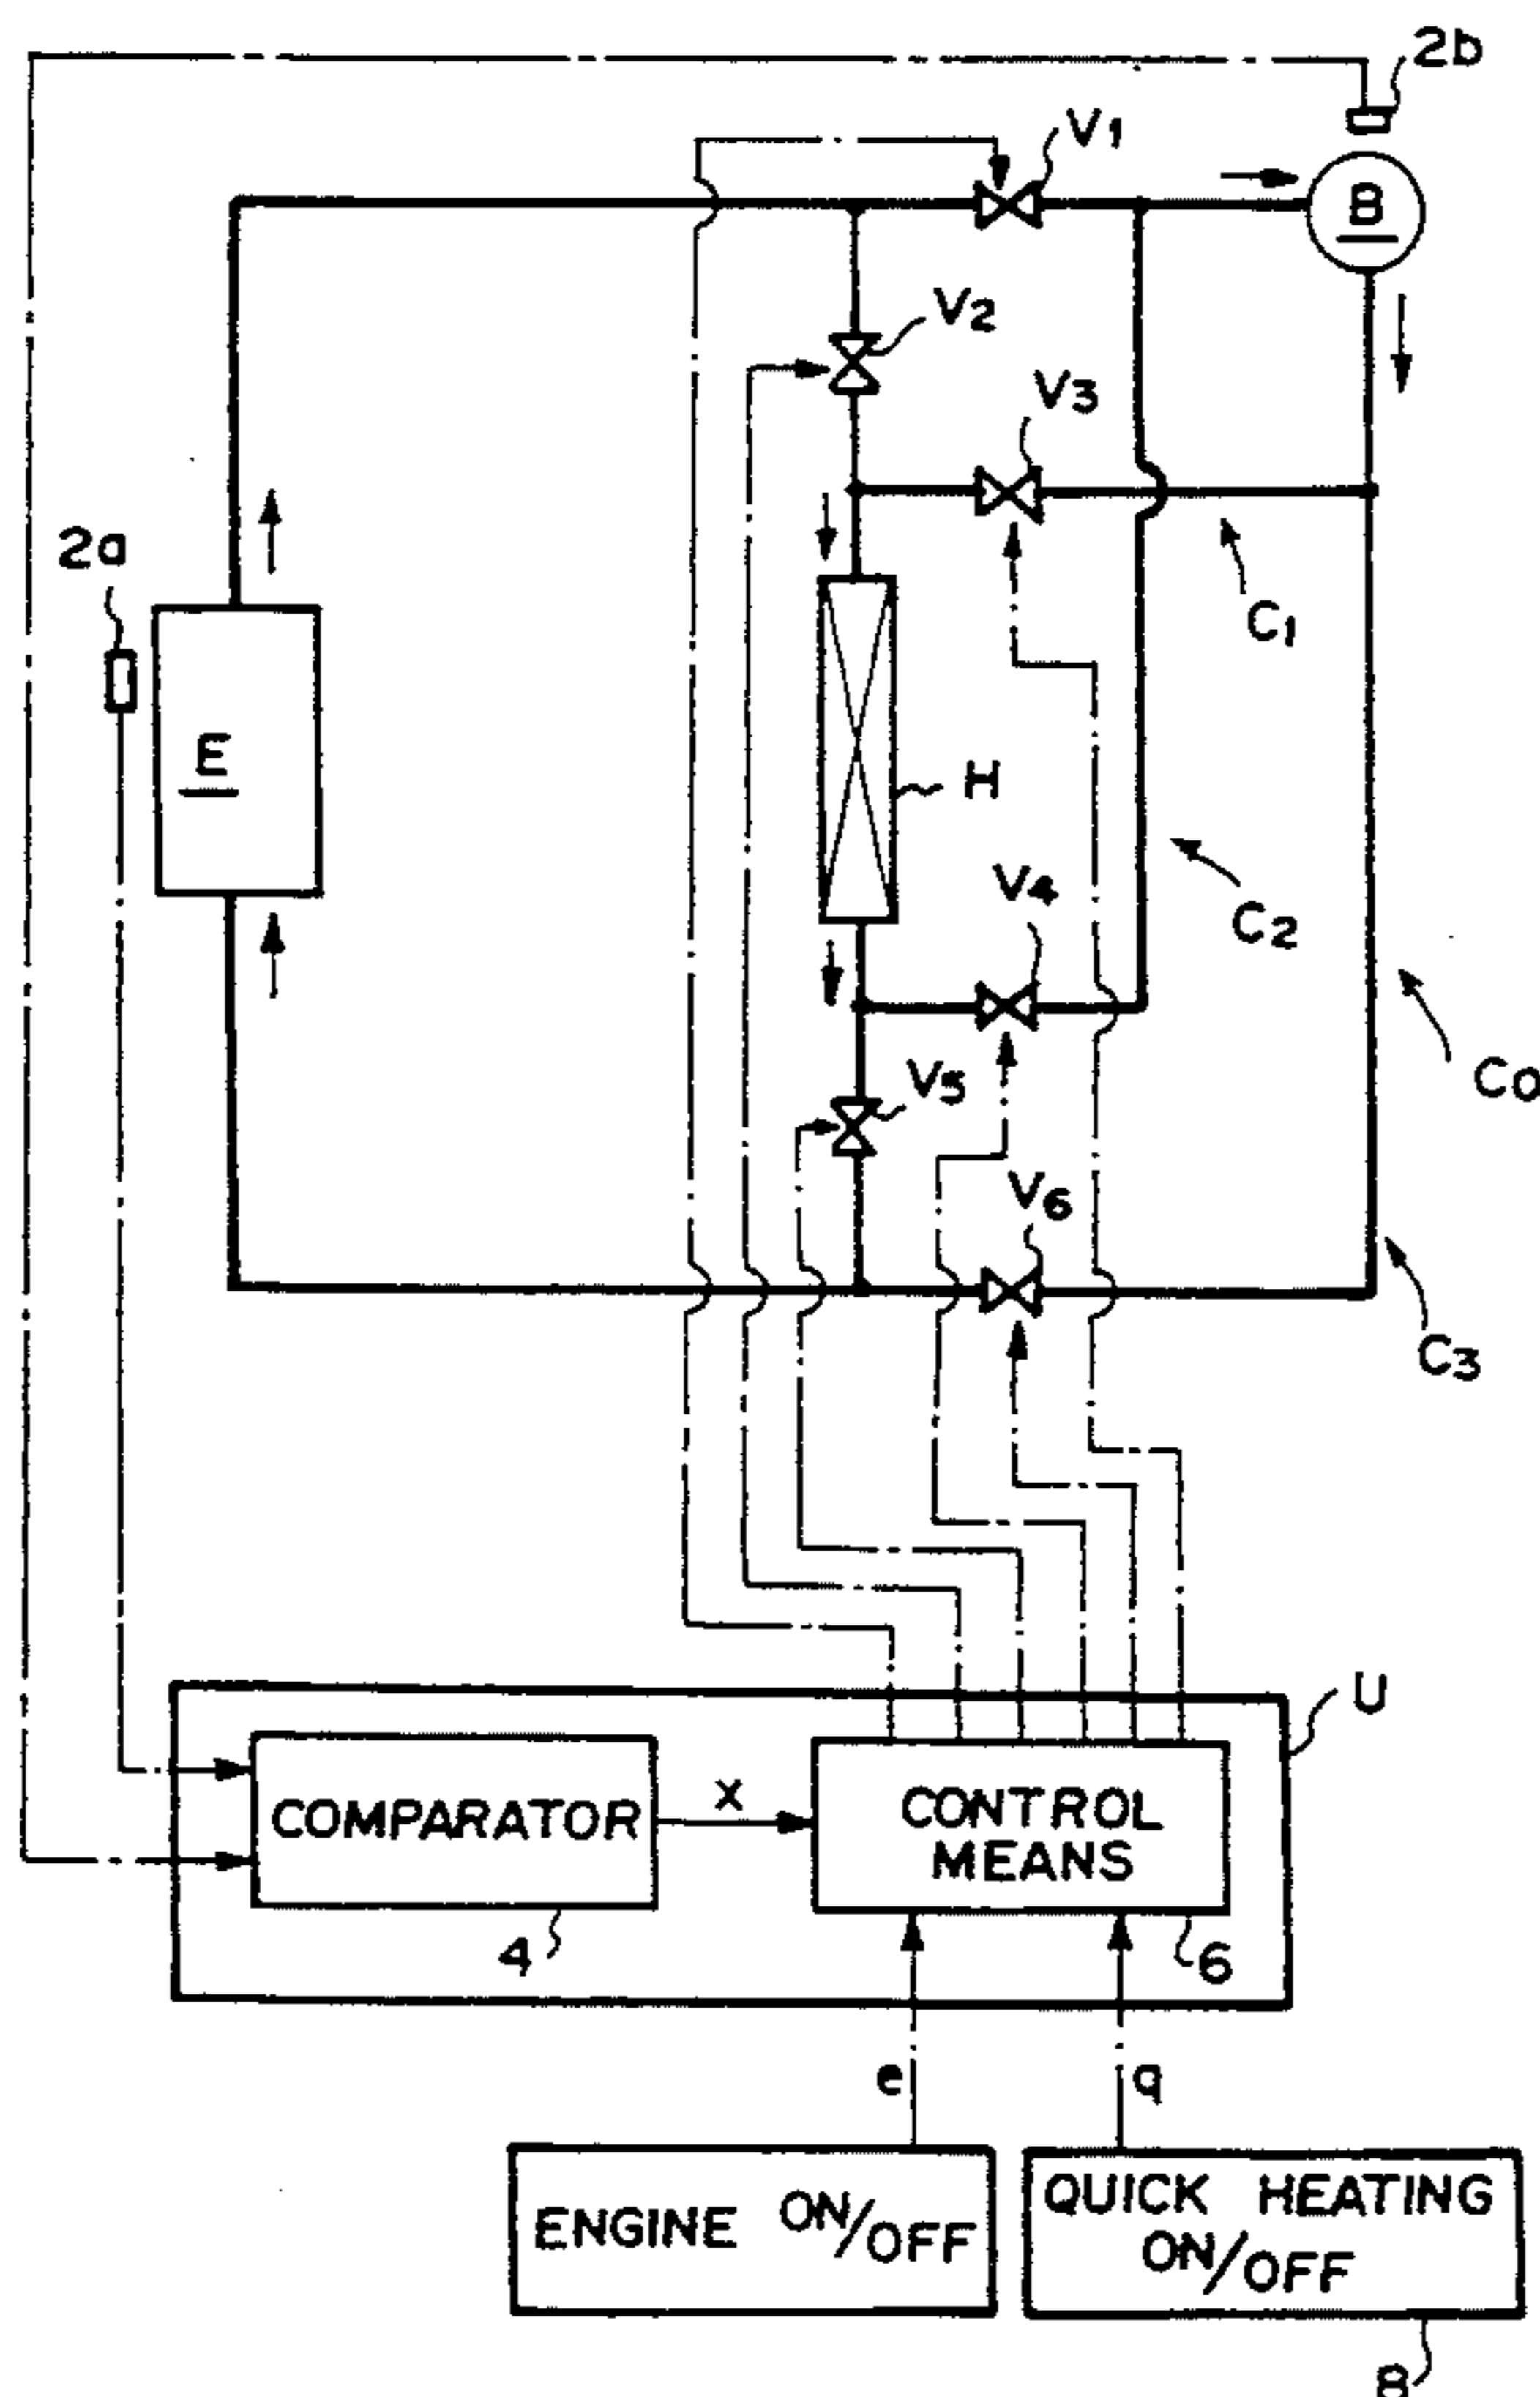 2b
V1
B
V2
V3
2a
C1
E
H
V4
C2
V5
C0
V6
C3
U
COMPARATOR
X
CONTROL
MEANS
4
6
e
q
ENGINE ON/OFF
QUICK HEATING
ON/OFF
8